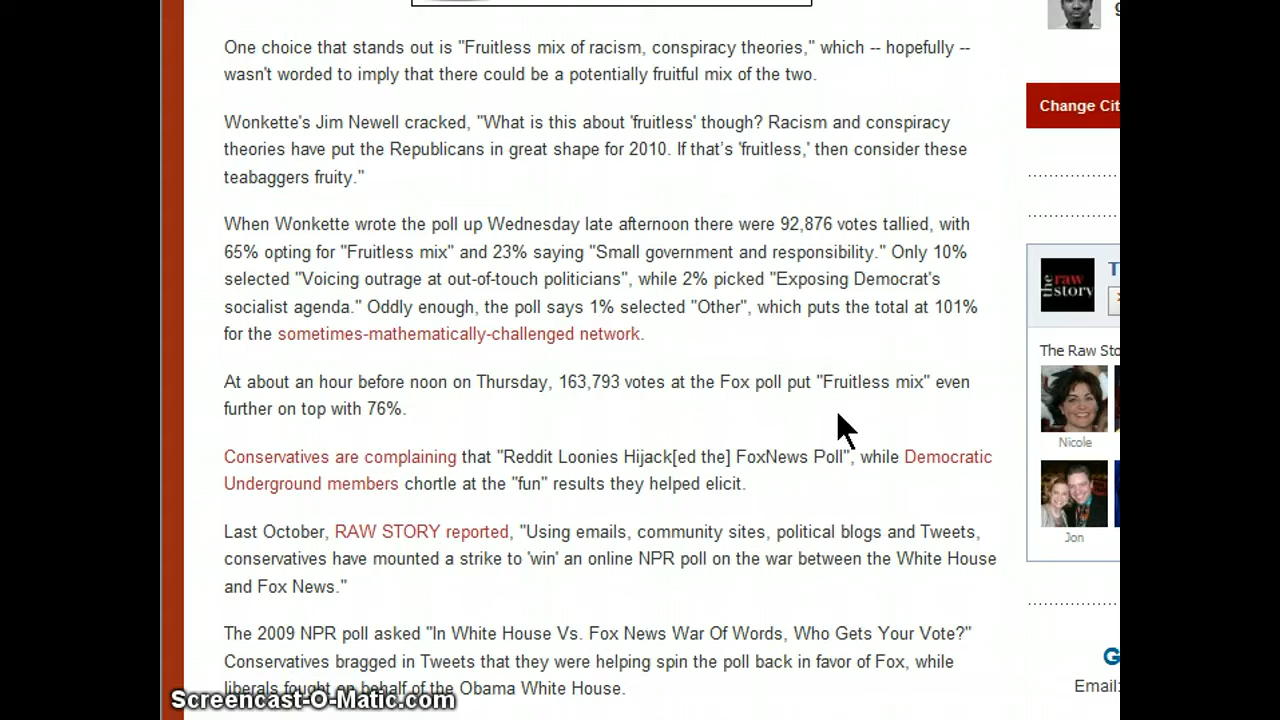 One choice that stands out is "Fruitless mix of racism, conspiracy theories," which -- hopefully --
wasn't worded to imply that there could be a potentially fruitful mix of the two.
Wonkette's Jim Newell cracked, "What is this about 'fruitless' though? Racism and conspiracy
theories have put the Republicans in great shape for 2010. If that’s 'fruitless,' then consider these
teabaggers fruity."
When Wonkette wrote the poll up Wednesday late afternoon there were 92,876 votes tallied, with
65% opting for "Fruitless mix" and 23% saying "Small government and responsibility." Only 10%
selected "Voicing outrage at out-of-touch politicians", while 2% picked "Exposing Democrat's
socialist agenda." Oddly enough, the poll says 1% selected "Other", which puts the total at 101%
for the sometimes-mathematically-challenged network.
At about an hour before noon on Thursday, 163,793 votes at the Fox poll put "Fruitless mix" even
further on top with 76%.
Conservatives are complaining that "Reddit Loonies Hijack[ed the] FoxNews Poll", while Democratic
Underground members chortle at the "fun" results they helped elicit.
Last October, RAW STORY reported, "Using emails, community sites, political blogs and Tweets,
conservatives have mounted a strike to 'win' an online NPR poll on the war between the White House
and Fox News."
The 2009 NPR poll asked "In White House Vs. Fox News War Of Words, Who Gets Your Vote?"
Conservatives bragged in Tweets that they were helping spin the poll back in favor of Fox, while
liberals fought on behalf of the Obama White House.
Change Cit
the raw story
T
The Raw Sto
Nicole
Jon
G
Email:
Screencast-O-Matic.com